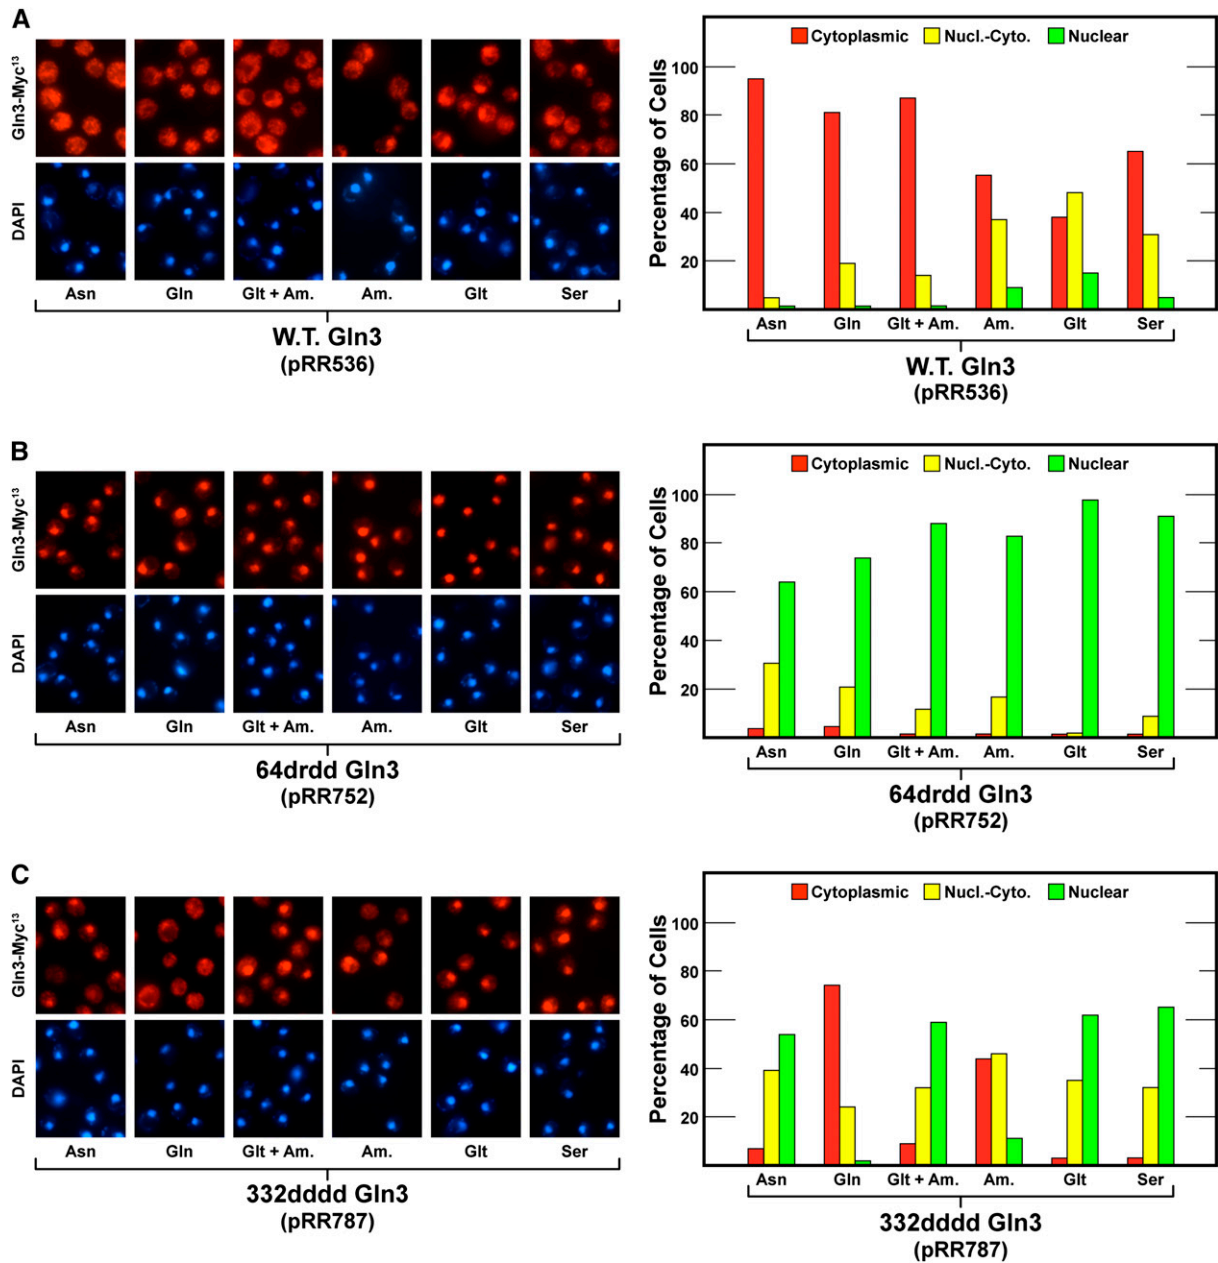 A
Gln3-Myc¹³
DAPI
Asn Gln Glt + Am. Am. Glt Ser
W.T. Gln3
(pRR536)
Cytoplasmic Nucl.-Cyto. Nuclear
Percentage of Cells
100
80
60
40
20
Asn Gln Glt + Am. Am. Glt Ser
W.T. Gln3
(pRR536)
B
Gln3-Myc¹³
DAPI
Asn Gln Glt + Am. Am. Glt Ser
64drdd Gln3
(pRR752)
Cytoplasmic Nucl.-Cyto. Nuclear
Percentage of Cells
100
80
60
40
20
Asn Gln Glt + Am. Am. Glt Ser
64drdd Gln3
(pRR752)
C
Gln3-Myc¹³
DAPI
Asn Gln Glt + Am. Am. Glt Ser
332dddd Gln3
(pRR787)
Cytoplasmic Nucl.-Cyto. Nuclear
Percentage of Cells
100
80
60
40
20
Asn Gln Glt + Am. Am. Glt Ser
332dddd Gln3
(pRR787)